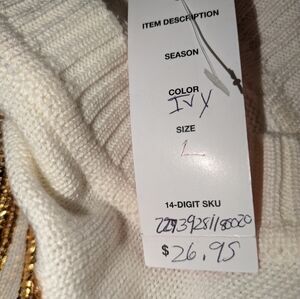 ITEM DESCRIPTION
SEASON
COLOR
IVY
SIZE
L
14-DIGIT SKU
$26.95